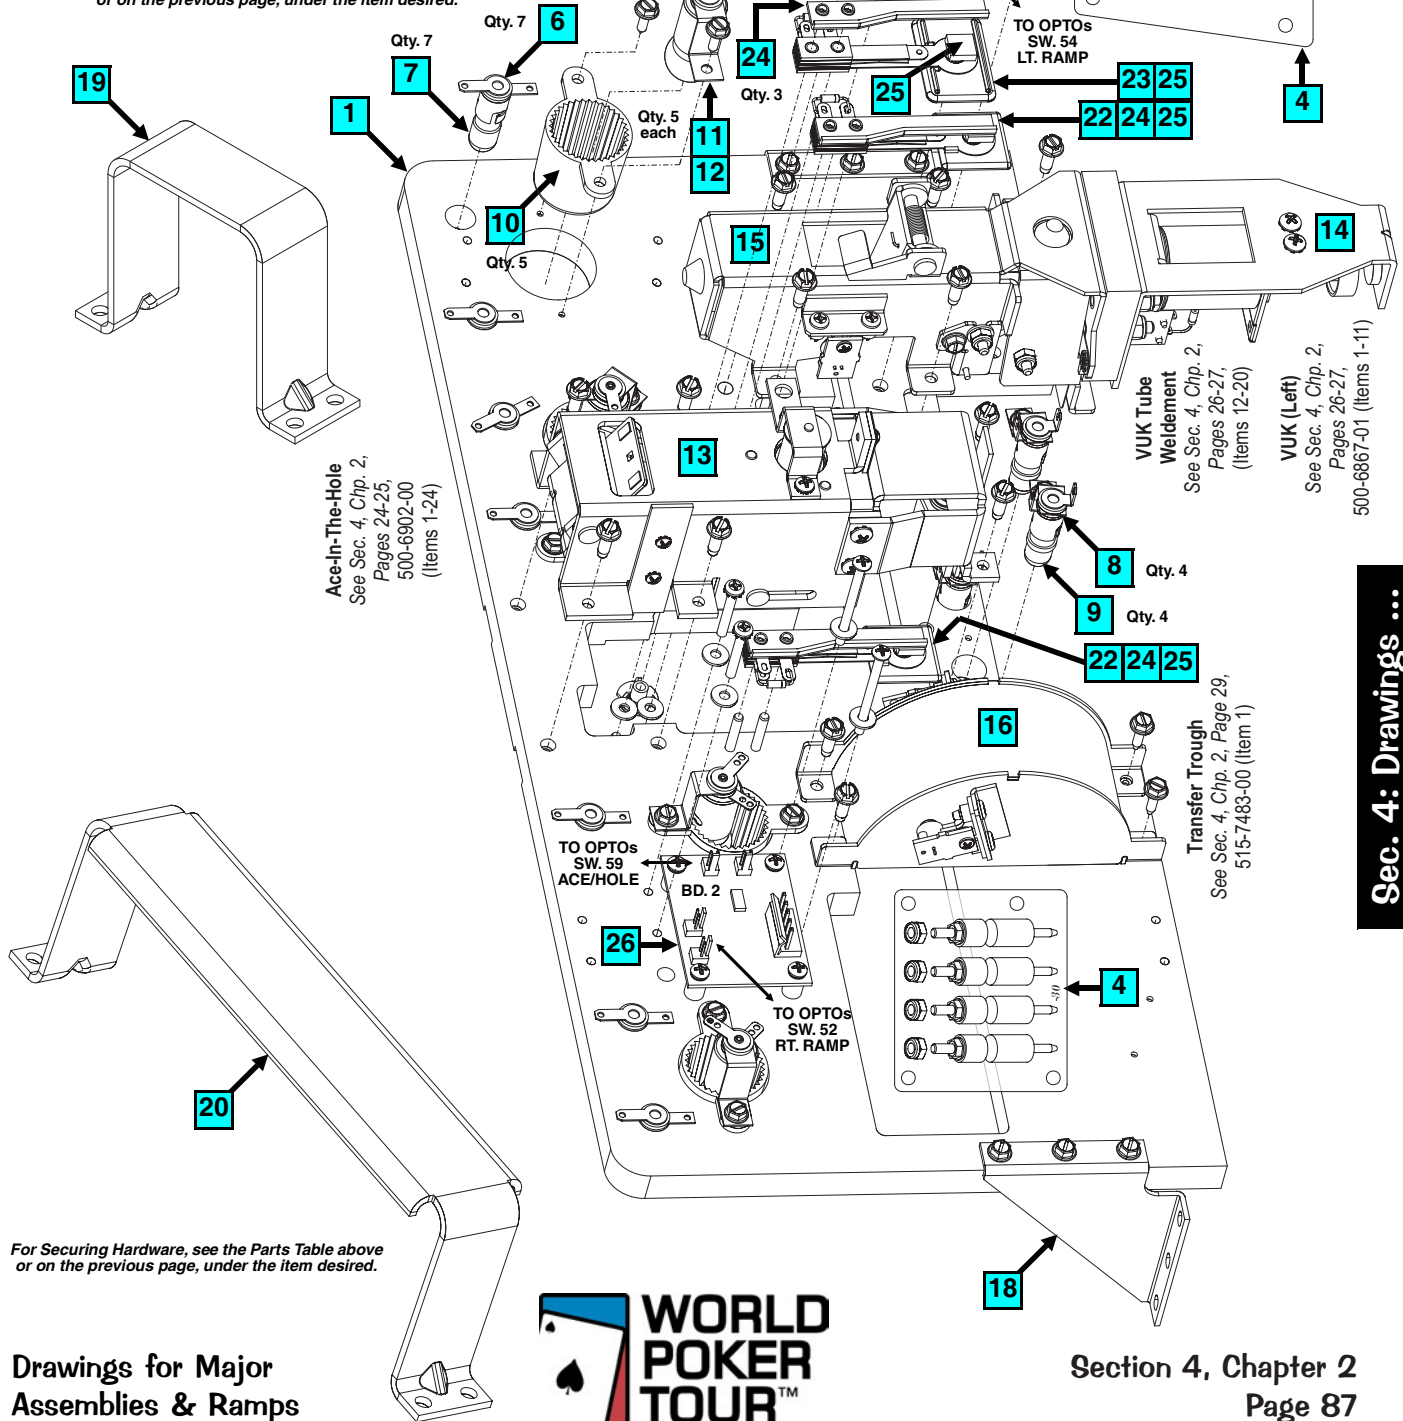 or on the previous page, under the item desired.
Qty. 7
6
Qty. 7
7
19
1
24
Qty. 3
TO OPTOs
SW. 54
LT. RAMP
4
25
23 25
22 24 25
Qty. 5
each
11
12
10
Qty. 5
15
14
13
Ace-In-The-Hole
See Sec. 4, Chp. 2,
Pages 24-25,
500-6902-00
(Items 1-24)
VUK Tube
Weldement
See Sec. 4, Chp. 2,
Pages 26-27,
(Items 12-20)
VUK (Left)
See Sec. 4, Chp. 2,
Pages 26-27,
500-6867-01 (Items 1-11)
8
Qty. 4
9
Qty. 4
22 24 25
16
Transfer Trough
See Sec. 4, Chp. 2, Page 29,
515-7483-00 (Item 1)
Sec. 4: Drawings ...
TO OPTOs
SW. 59
ACE/HOLE
BD. 2
26
4
-30
TO OPTOs
SW. 52
RT. RAMP
20
18
For Securing Hardware, see the Parts Table above
or on the previous page, under the item desired.
WORLD
POKER
TOUR™
Drawings for Major
Assemblies & Ramps
Section 4, Chapter 2
Page 87